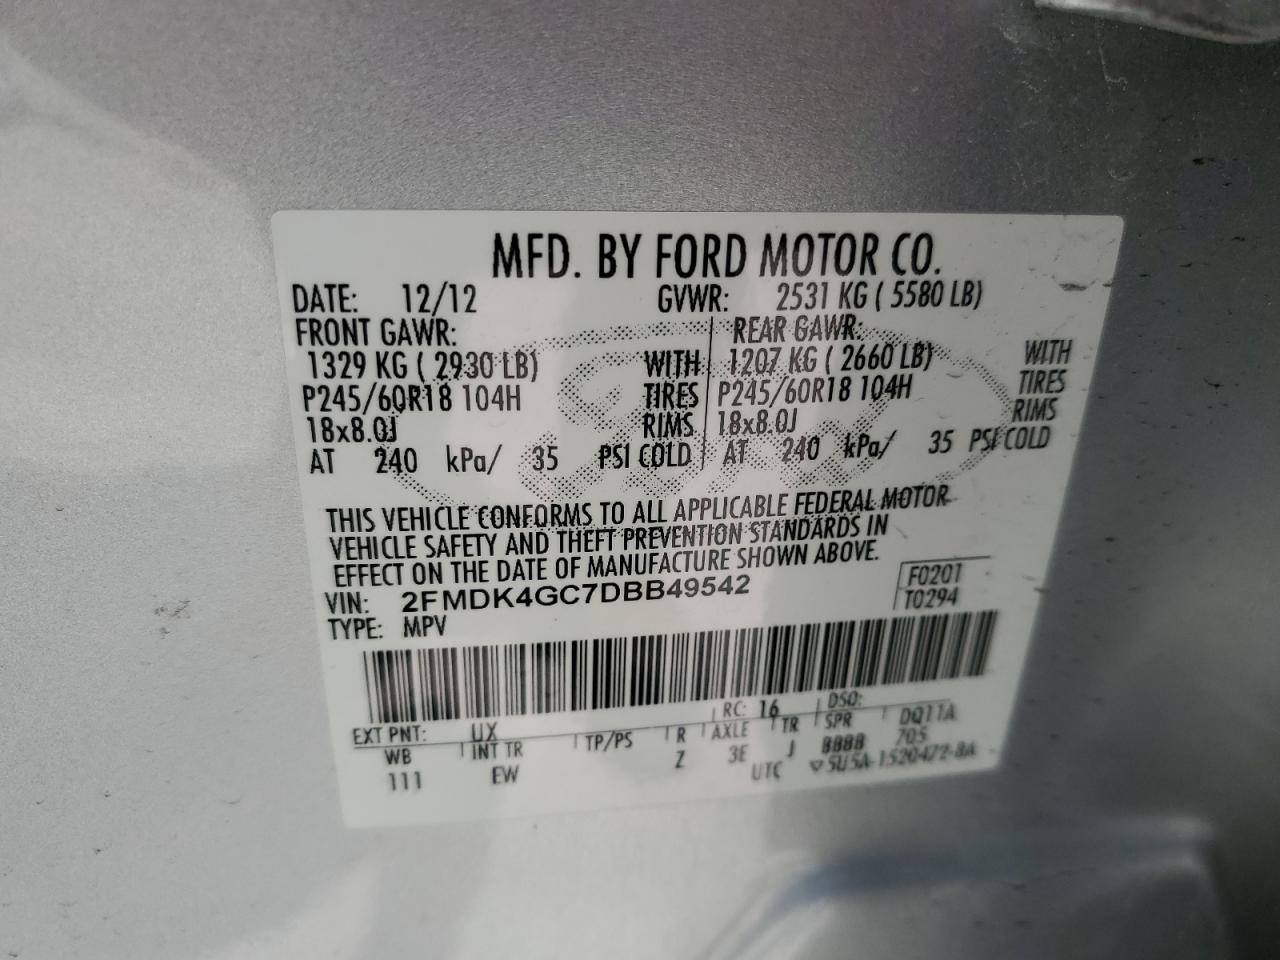 MFD. BY FORD MOTOR CO.
DATE: 12/12 GVWR: 2531 KG ( 5580 LB)
FRONT GAWR: REAR GAWR:
1329 KG ( 2930 LB) WITH 1207 KG ( 2660 LB) WITH
P245/60R18 104H TIRES P245/60R18 104H TIRES
18x8.0J RIMS 18x8.0J RIMS
AT 240 kPa/ 35 PSI COLD AT 240 kPa/ 35 PSI COLD
THIS VEHICLE CONFORMS TO ALL APPLICABLE FEDERAL MOTOR
VEHICLE SAFETY AND THEFT PREVENTION STANDARDS IN
EFFECT ON THE DATE OF MANUFACTURE SHOWN ABOVE.
VIN: 2FMDK4GC7DBB49542 F0201
TYPE: MPV T0294
EXT PNT: UX RC: 16 DSO:
WB INT TR TP/PS R AXLE TR SPR DQ11A
111 EW Z 3E J 8888 705
UTC ▽5U5A-1520472-BA